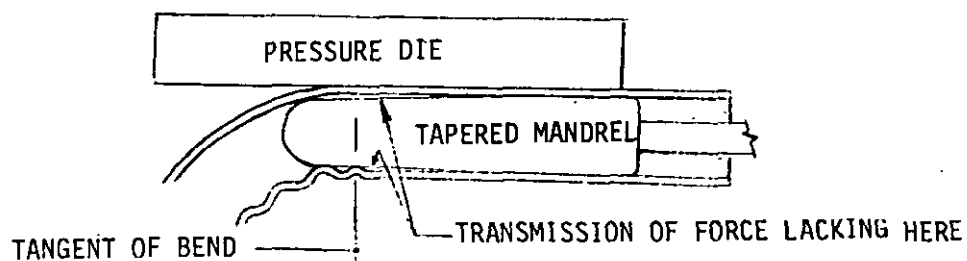 PRESSURE DIE
TAPERED MANDREL
TRANSMISSION OF FORCE LACKING HERE
TANGENT OF BEND